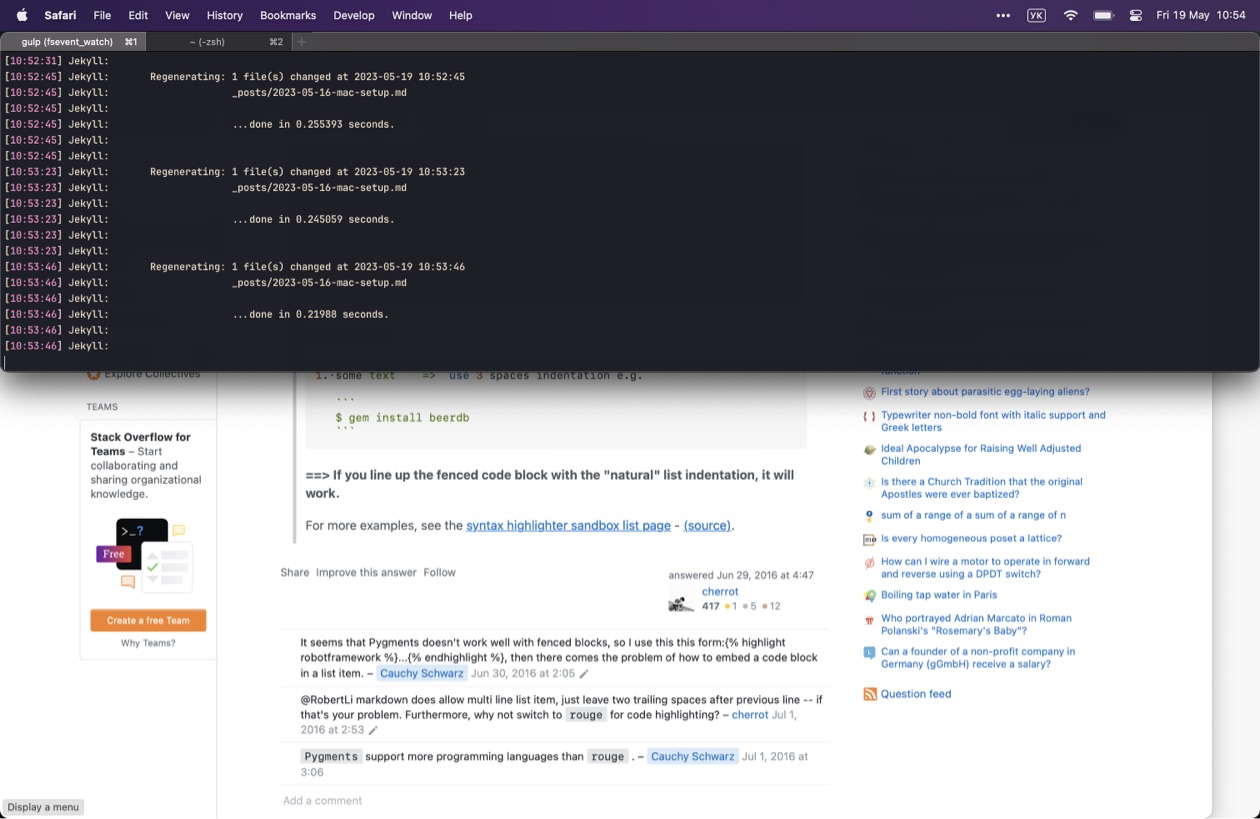 Safari File Edit View History Bookmarks Develop Window Help ••• УК Fri 19 May 10:54
gulp (fsevent_watch) ⌘1 ~ (-zsh) ⌘2 +
[10:52:31] Jekyll:
[10:52:45] Jekyll: Regenerating: 1 file(s) changed at 2023-05-19 10:52:45
[10:52:45] Jekyll: _posts/2023-05-16-mac-setup.md
[10:52:45] Jekyll:
[10:52:45] Jekyll: ...done in 0.255393 seconds.
[10:52:45] Jekyll:
[10:52:45] Jekyll:
[10:53:23] Jekyll: Regenerating: 1 file(s) changed at 2023-05-19 10:53:23
[10:53:23] Jekyll: _posts/2023-05-16-mac-setup.md
[10:53:23] Jekyll:
[10:53:23] Jekyll: ...done in 0.245059 seconds.
[10:53:23] Jekyll:
[10:53:23] Jekyll:
[10:53:46] Jekyll: Regenerating: 1 file(s) changed at 2023-05-19 10:53:46
[10:53:46] Jekyll: _posts/2023-05-16-mac-setup.md
[10:53:46] Jekyll:
[10:53:46] Jekyll: ...done in 0.21988 seconds.
[10:53:46] Jekyll:
[10:53:46] Jekyll:
Explore Collectives
TEAMS
Stack Overflow for
Teams – Start
collaborating and
sharing organizational
knowledge.
>_?
Free
Create a free Team
Why Teams?
1.·some text => use 3 spaces indentation e.g.
```
$ gem install beerdb
```
==> If you line up the fenced code block with the "natural" list indentation, it will
work.
For more examples, see the syntax highlighter sandbox list page - (source).
Share Improve this answer Follow
answered Jun 29, 2016 at 4:47
cherrot
417 ●1 ●5 ●12
It seems that Pygments doesn't work well with fenced blocks, so I use this this form:{% highlight
robotframework %}...{% endhighlight %}, then there comes the problem of how to embed a code block
in a list item. – Cauchy Schwarz Jun 30, 2016 at 2:05
@RobertLi markdown does allow multi line list item, just leave two trailing spaces after previous line -- if
that's your problem. Furthermore, why not switch to rouge for code highlighting? – cherrot Jul 1,
2016 at 2:53
Pygments support more programming languages than rouge . – Cauchy Schwarz Jul 1, 2016 at
3:06
Add a comment
function
First story about parasitic egg-laying aliens?
Typewriter non-bold font with italic support and
Greek letters
Ideal Apocalypse for Raising Well Adjusted
Children
Is there a Church Tradition that the original
Apostles were ever baptized?
sum of a range of a sum of a range of n
Is every homogeneous poset a lattice?
How can I wire a motor to operate in forward
and reverse using a DPDT switch?
Boiling tap water in Paris
Who portrayed Adrian Marcato in Roman
Polanski's "Rosemary's Baby"?
Can a founder of a non-profit company in
Germany (gGmbH) receive a salary?
Question feed
Display a menu